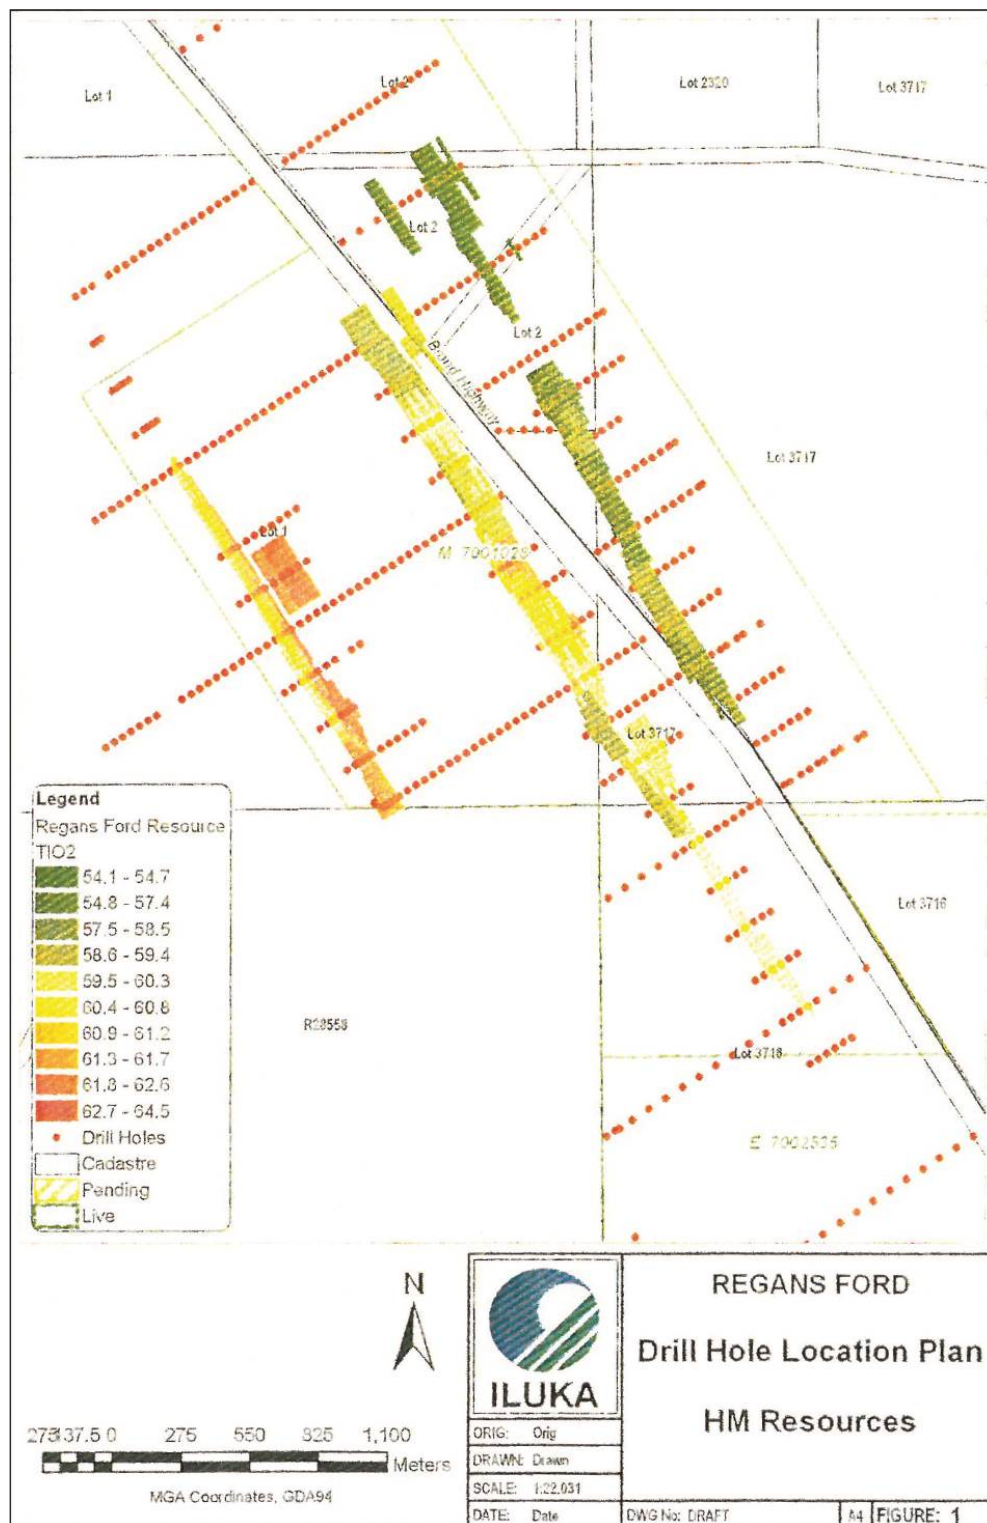 Lot 1
Lot 2
Lot 2320
Lot 3717
Lot 2
Lot 2
Brand Highway
Lot 3717
Lot 1
M 7001029
Lot 3717
Lot 3716
R28558
Lot 3718
E 7002535
Legend
Regans Ford Resource
TIO2
54.1 - 54.7
54.8 - 57.4
57.5 - 58.5
58.6 - 59.4
59.5 - 60.3
60.4 - 60.8
60.9 - 61.2
61.3 - 61.7
61.8 - 62.6
62.7 - 64.5
Drill Holes
Cadastre
Pending
Live
N
275137.5 0 275 550 825 1,100
Meters
MGA Coordinates, GDA94
ILUKA
ORIG: Orig
DRAWN: Drawn
SCALE: 1:22,031
DATE: Date
REGANS FORD
Drill Hole Location Plan
HM Resources
DWG No: DRAFT
A4
FIGURE: 1